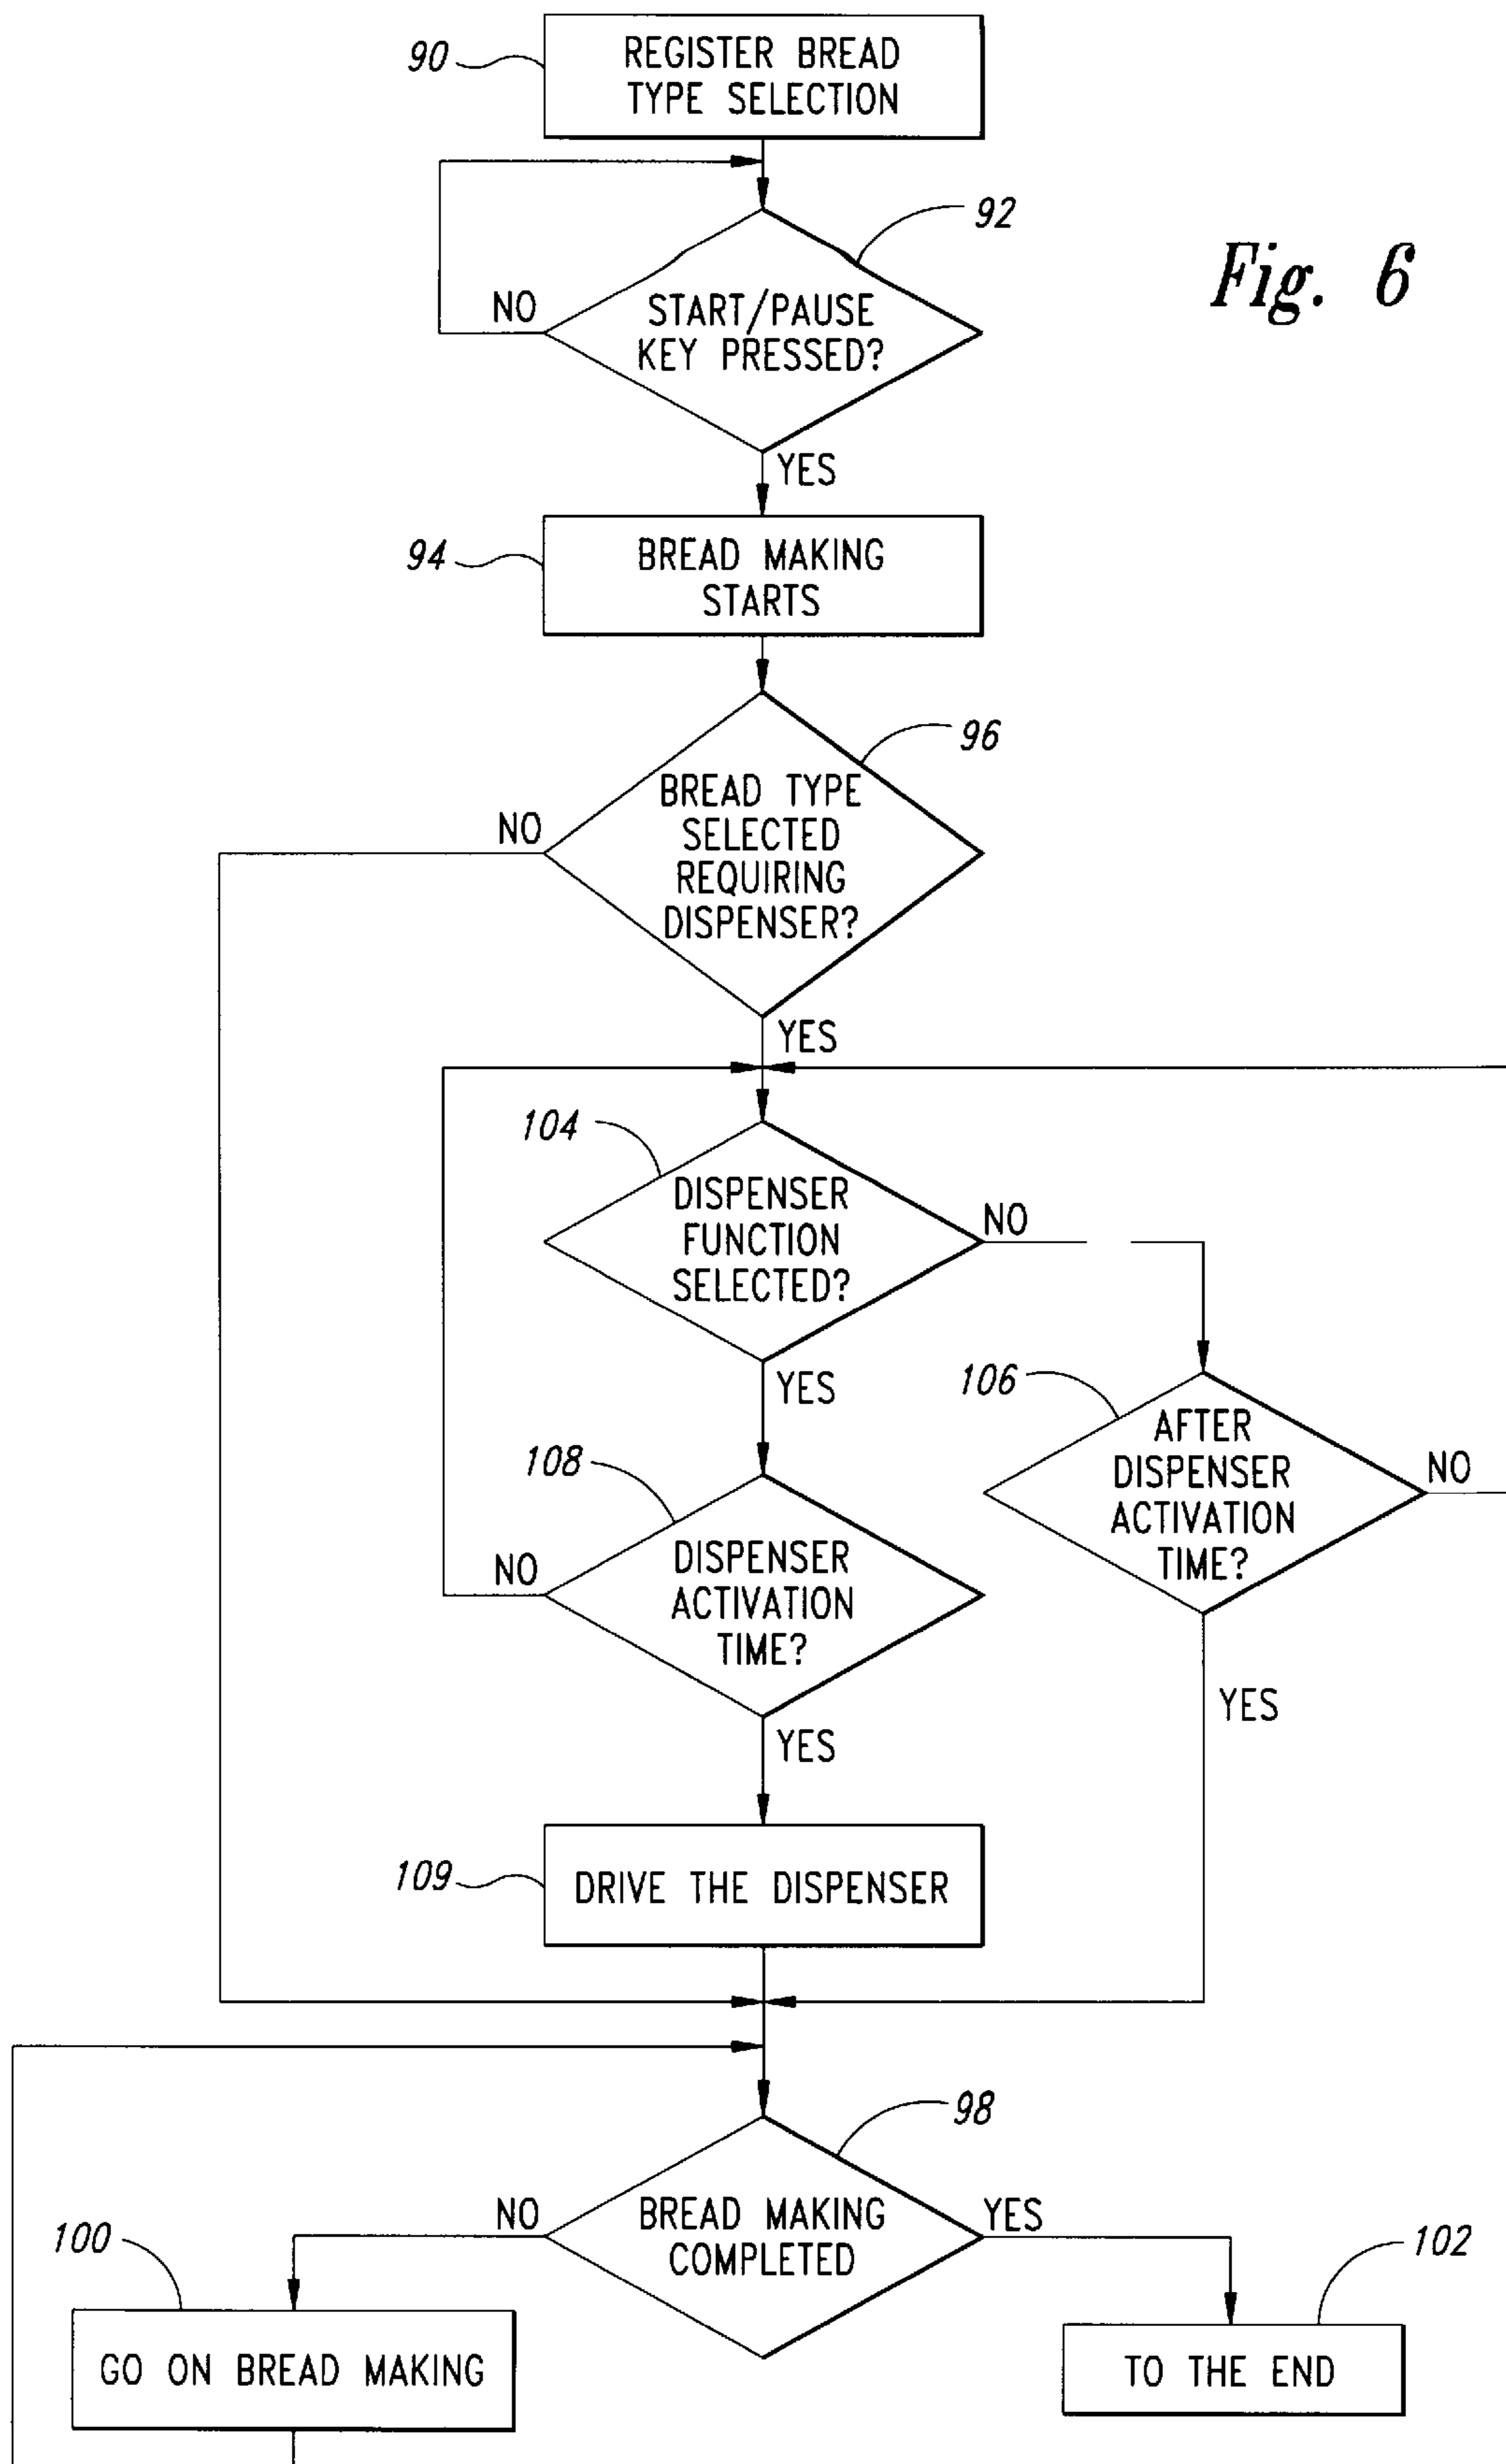 90
REGISTER BREAD
TYPE SELECTION
92
Fig. 6
NO
START/PAUSE
KEY PRESSED?
YES
94
BREAD MAKING
STARTS
96
NO
BREAD TYPE
SELECTED
REQUIRING
DISPENSER?
YES
104
DISPENSER
FUNCTION
SELECTED?
NO
YES
106
AFTER
DISPENSER
ACTIVATION
TIME?
NO
108
NO
DISPENSER
ACTIVATION
TIME?
YES
YES
109
DRIVE THE DISPENSER
98
NO
BREAD MAKING
COMPLETED
YES
100
102
GO ON BREAD MAKING
TO THE END